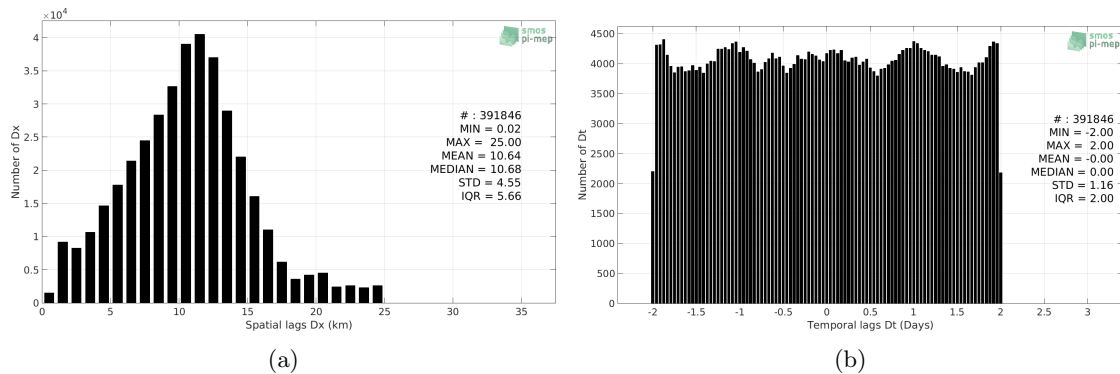 ×10⁴
4
3.5
3
2.5
2
1.5
1
0.5
0
Number of Dx
smos
pi-mep
# : 391846
MIN = 0.02
MAX = 25.00
MEAN = 10.64
MEDIAN = 10.68
STD = 4.55
IQR = 5.66
0 5 10 15 20 25 30 35
Spatial lags Dx (km)
(a)
4500
4000
3500
3000
2500
2000
1500
1000
500
0
Number of Dt
smos
pi-mep
# : 391846
MIN = -2.00
MAX = 2.00
MEAN = -0.00
MEDIAN = 0.00
STD = 1.16
IQR = 2.00
-2 -1.5 -1 -0.5 0 0.5 1 1.5 2 2.5 3
Temporal lags Dt (Days)
(b)